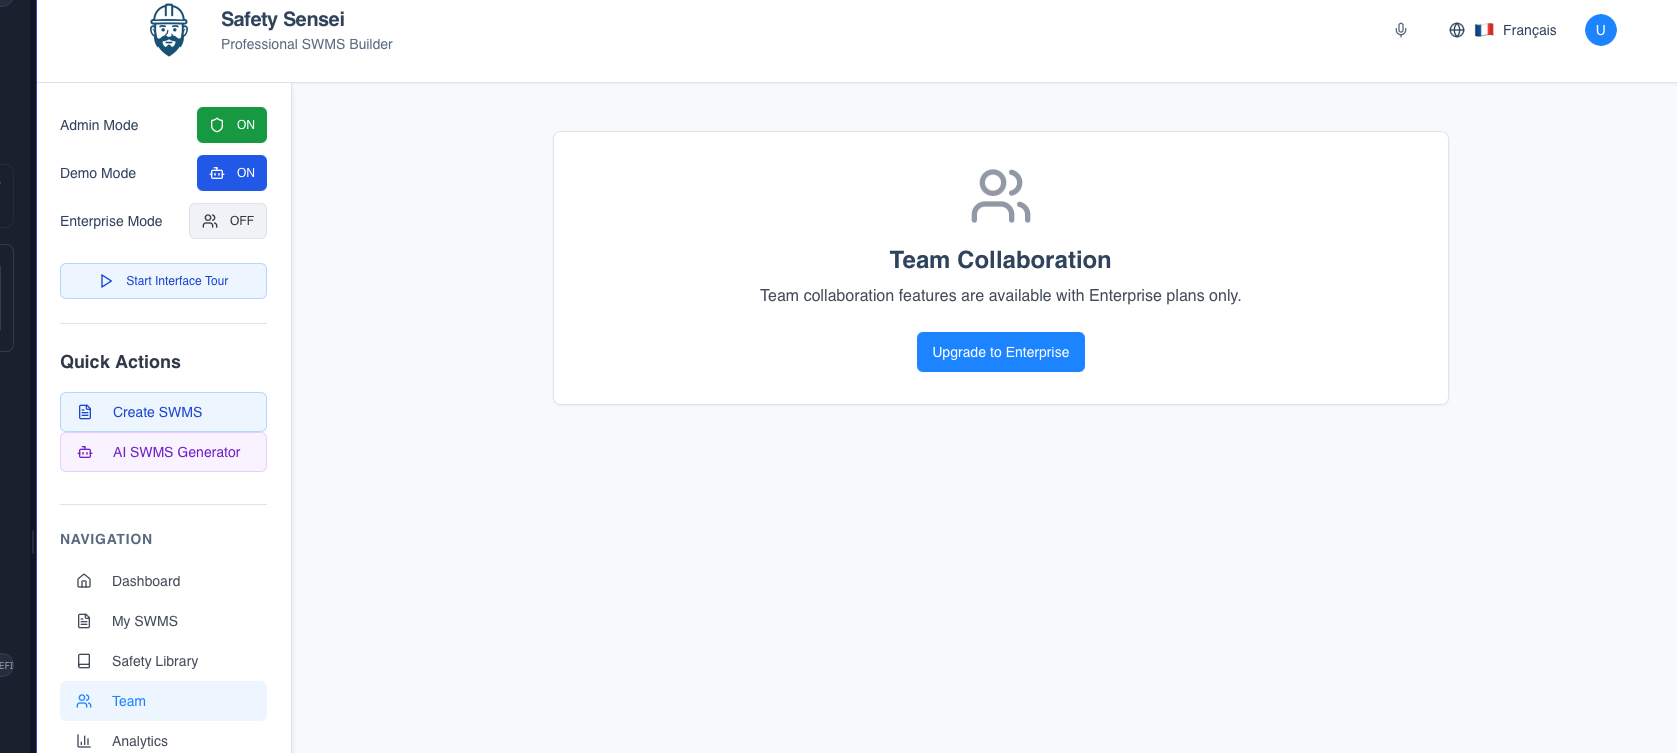 Safety Sensei
Professional SWMS Builder
Français
U
Admin Mode
ON
Demo Mode
ON
Enterprise Mode
OFF
Start Interface Tour
Quick Actions
Create SWMS
AI SWMS Generator
NAVIGATION
Dashboard
My SWMS
Safety Library
Team
Analytics
Team Collaboration
Team collaboration features are available with Enterprise plans only.
Upgrade to Enterprise